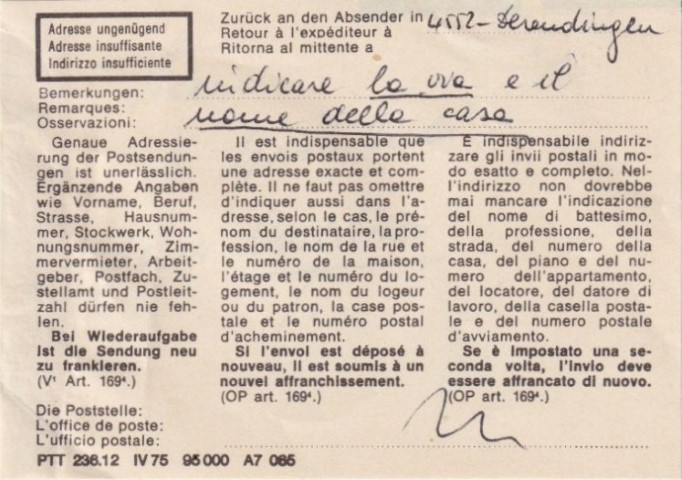 Adresse ungenügend
Adresse insuffisante
Indirizzo insufficiente
Zurück an den Absender in 4552-Derendingen
Retour à l'expéditeur à
Ritorna al mittente a
Bemerkungen: indicare la via e il
Remarques:
Osservazioni: nome della casa
Genaue Adressie-
rung der Postsendun-
gen ist unerlässlich.
Ergänzende Angaben
wie Vorname, Beruf,
Strasse, Hausnum-
mer, Stockwerk, Woh-
nungsnummer, Zim-
mervermieter, Arbeit-
geber, Postfach, Zu-
stellamt und Postleit-
zahl dürfen nie feh-
len.
Bei Wiederaufgabe
ist die Sendung neu
zu frankieren.
(V¹ Art. 169⁴.)
Il est indispensable que
les envois postaux portent
une adresse exacte et com-
plète. Il ne faut pas omettre
d'indiquer aussi dans l'a-
dresse, selon le cas, le pré-
nom du destinataire, la pro-
fession, le nom de la rue et
le numéro de la maison,
l'étage et le numéro du lo-
gement, le nom du logeur
ou du patron, la case pos-
tale et le numéro postal
d'acheminement.
Si l'envoi est déposé à
nouveau, il est soumis à un
nouvel affranchissement.
(OP art. 169⁴.)
È indispensabile indiriz-
zare gli invii postali in mo-
do esatto e completo. Nel-
l'indirizzo non dovrebbe
mai mancare l'indicazione
del nome di battesimo,
della professione, della
strada, del numero della
casa, del piano e del nu-
mero dell'appartamento,
del locatore, del datore di
lavoro, della casella posta-
le e del numero postale
d'avviamento.
Se è impostato una se-
conda volta, l'invio deve
essere affrancato di nuovo.
(OP art. 169⁴.)
Die Poststelle:
L'office de poste:
L'ufficio postale:
PTT 236.12 IV 75 95 000 A7 065